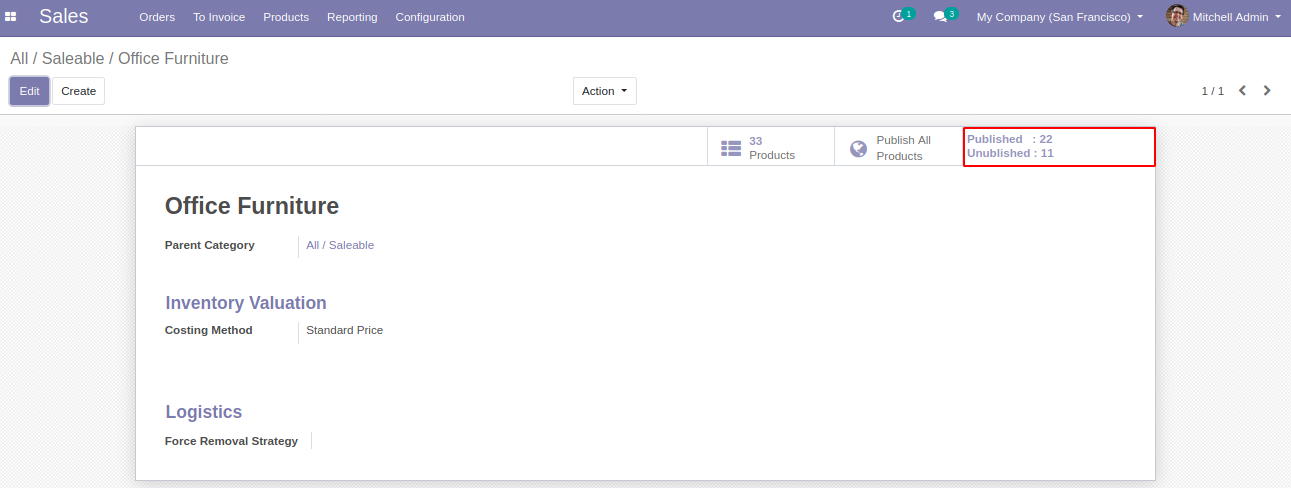 Sales Orders To Invoice Products Reporting Configuration 1 3 My Company (San Francisco) Mitchell Admin
All / Saleable / Office Furniture
Edit Create Action 1 / 1
33
Products
Publish All
Products
Published : 22
Unublished : 11
Office Furniture
Parent Category All / Saleable
Inventory Valuation
Costing Method Standard Price
Logistics
Force Removal Strategy